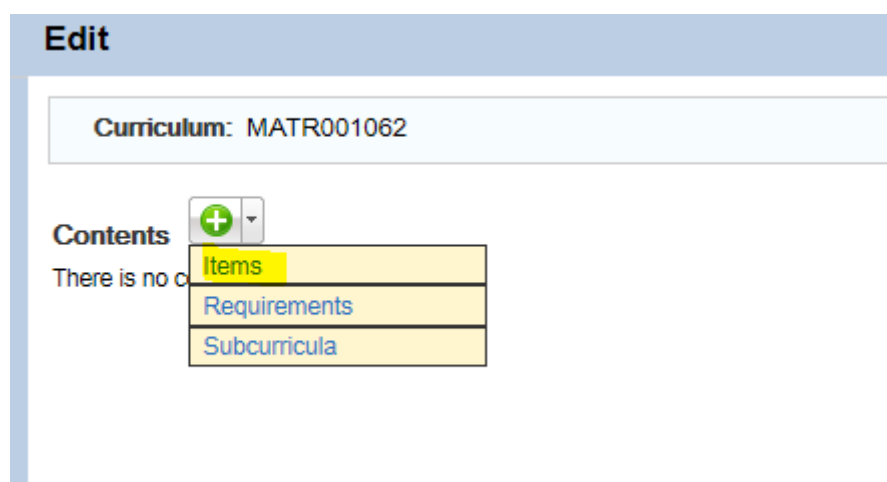 Edit
Curriculum: MATR001062
Contents
Items
There is no
Requirements
Subcurricula